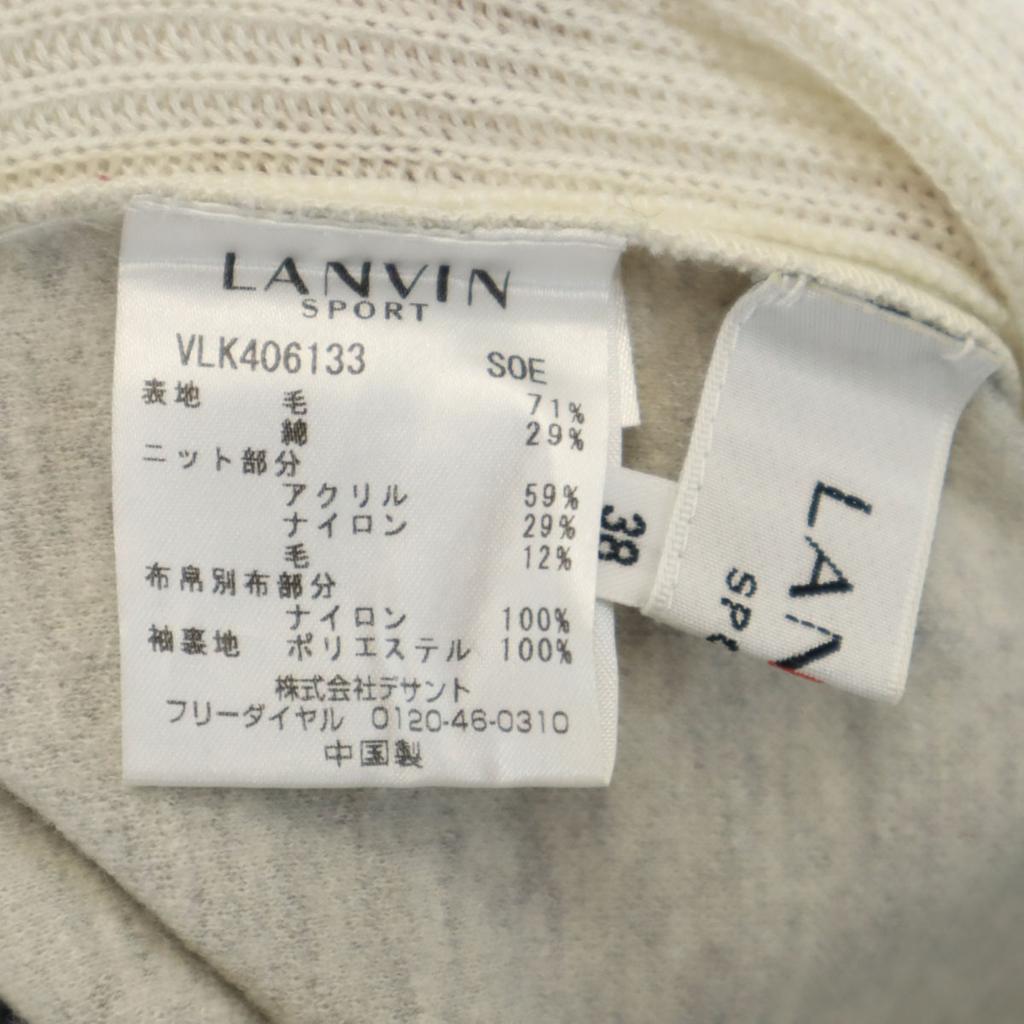 LANVIN
SPORT
VLK406133 SOE
表地 毛 71%
綿 29%
ニット部分
アクリル 59%
ナイロン 29%
毛 12%
布帛別布部分
ナイロン 100%
袖裏地 ポリエステル 100%
株式会社デサント
フリーダイヤル 0120-46-0310
中国製
38
LAN
SPO